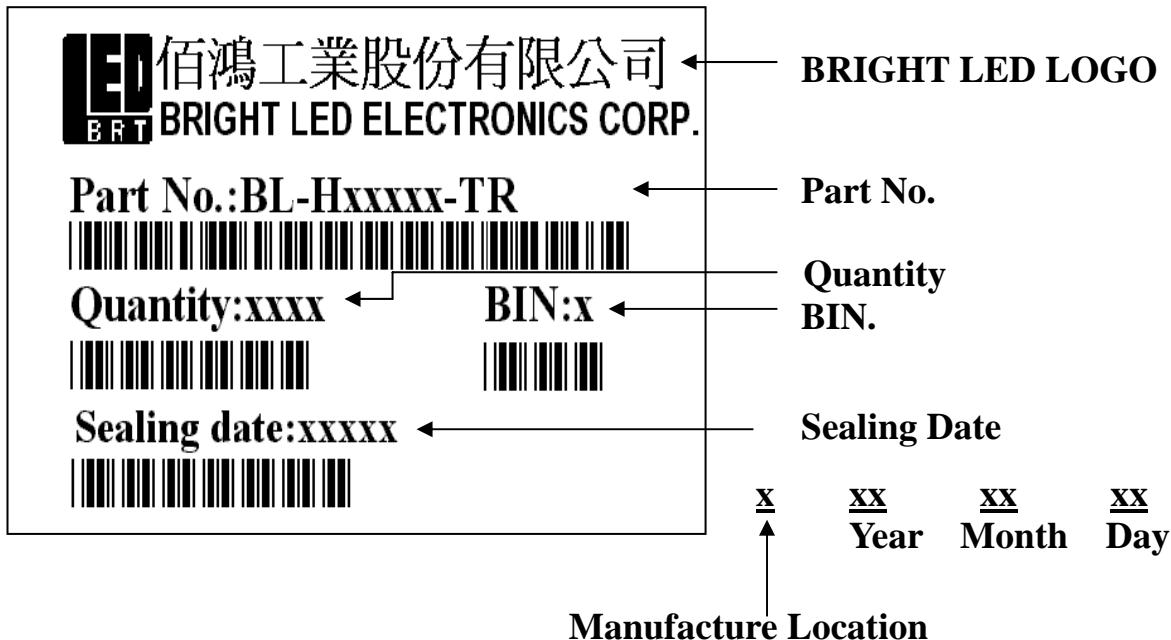 LED 佰鴻工業股份有限公司
BRT BRIGHT LED ELECTRONICS CORP.
BRIGHT LED LOGO
Part No.:BL-Hxxxxx-TR
Part No.
Quantity:xxxx
Quantity
BIN:x
BIN.
Sealing date:xxxxx
Sealing Date
x xx xx xx
Year Month Day
Manufacture Location